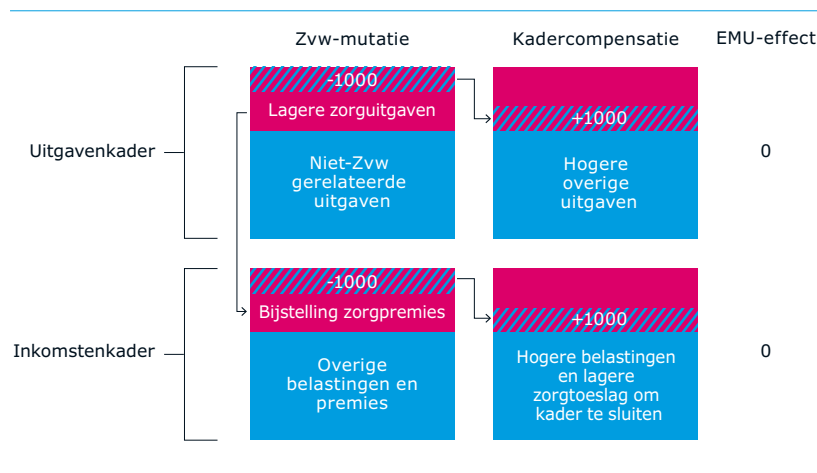 Zvw-mutatie
Kadercompensatie
EMU-effect
Uitgavenkader
-1000
Lagere zorguitgaven
Niet-Zvw
gerelateerde
uitgaven
+1000
Hogere
overige
uitgaven
0
Inkomstenkader
-1000
Bijstelling zorgpremies
Overige
belastingen en
premies
+1000
Hogere belastingen
en lagere
zorgtoeslag om
kader te sluiten
0